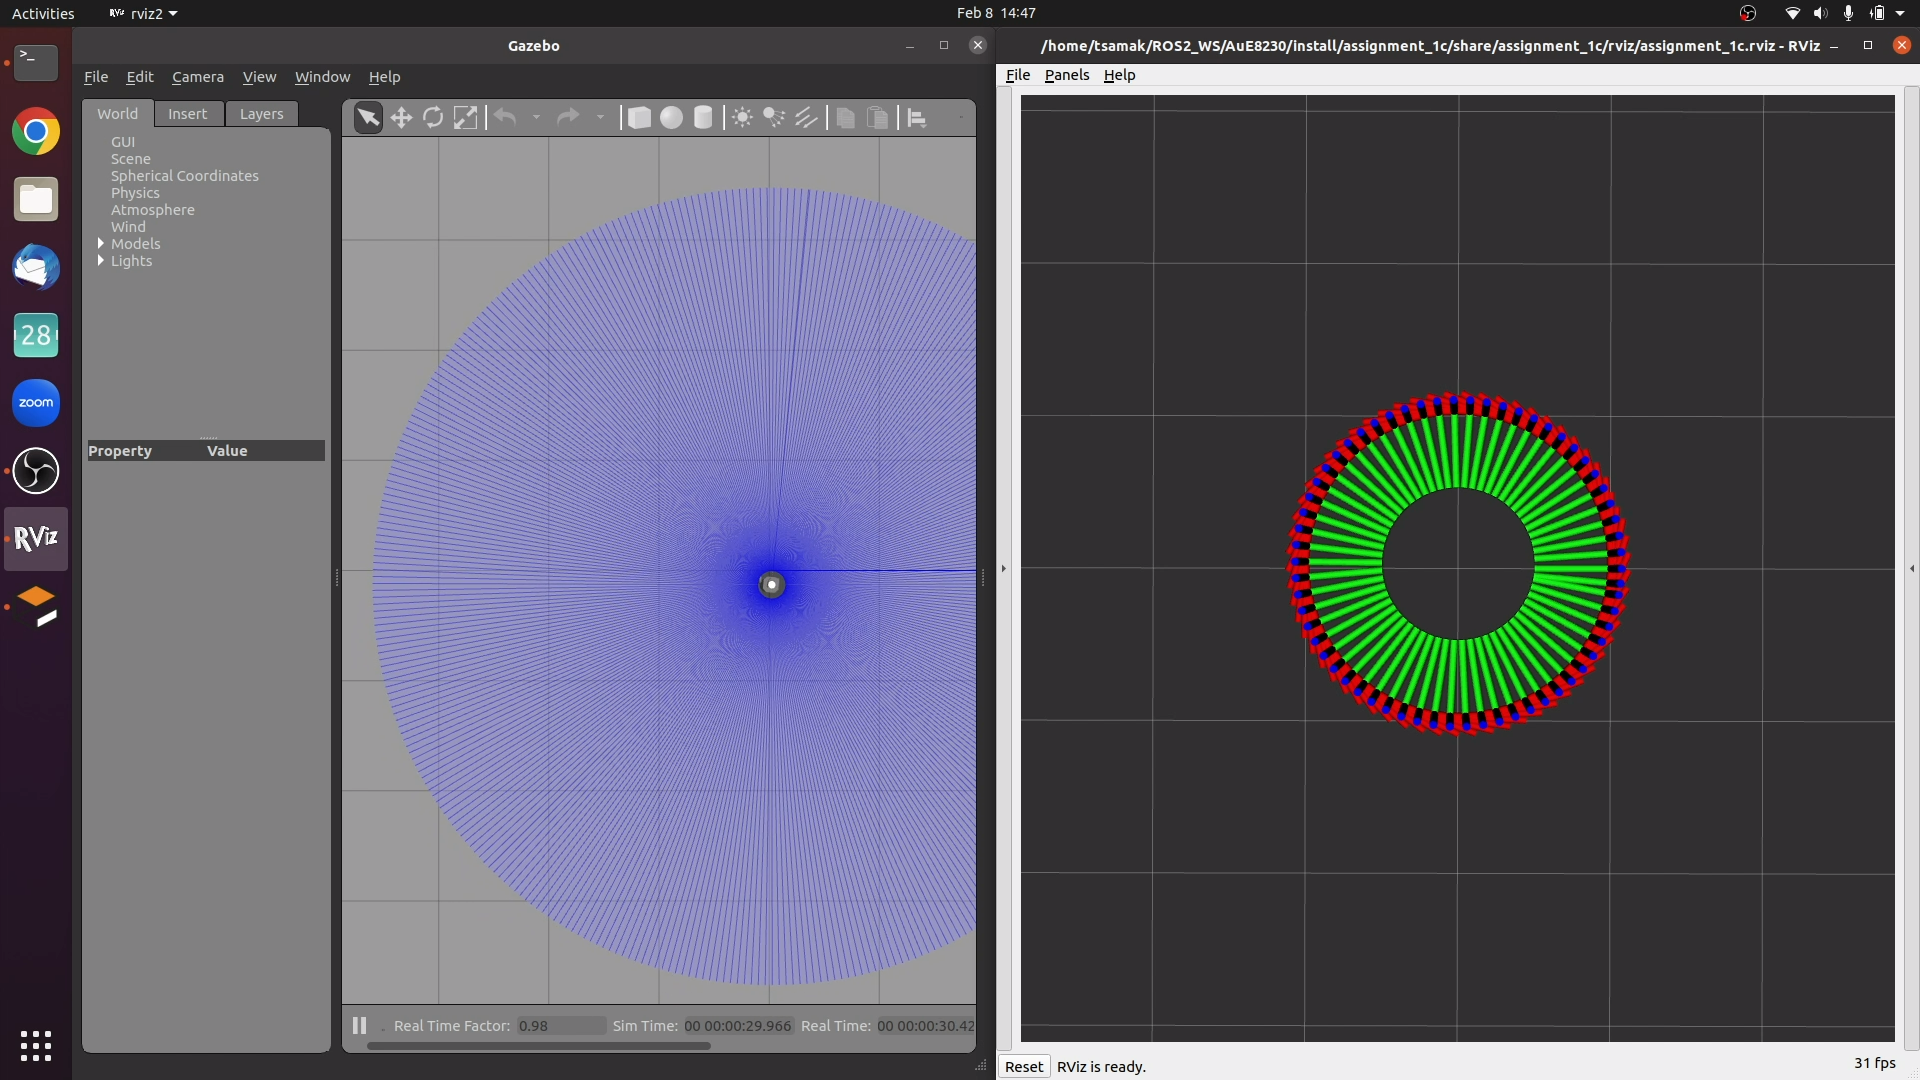 Activities RViz rviz2 Feb 8 14:47
Gazebo
File Edit Camera View Window Help
World Insert Layers
GUI
Scene
Spherical Coordinates
Physics
Atmosphere
Wind
Models
Lights
Property Value
Real Time Factor: 0.98 Sim Time: 00 00:00:29.966 Real Time: 00 00:00:30.42
>_
28
zoom
RViz
/home/tsamak/ROS2_WS/AuE8230/install/assignment_1c/share/assignment_1c/rviz/assignment_1c.rviz - RViz
File Panels Help
Reset RViz is ready. 31 fps